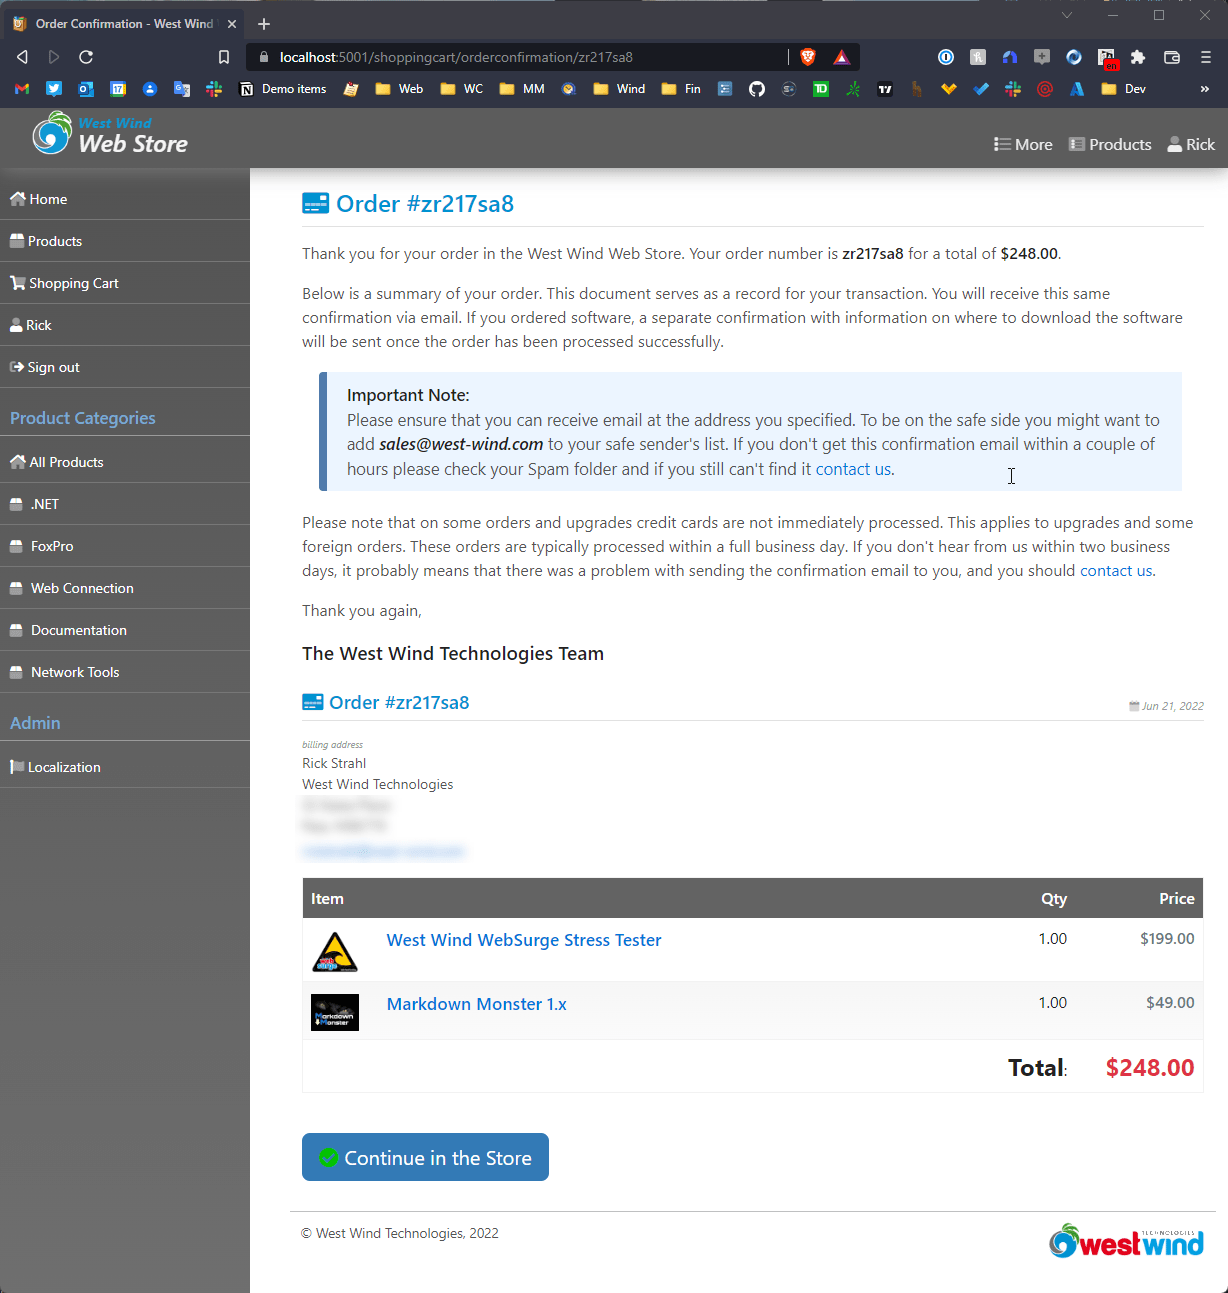 Order Confirmation - West Wind
localhost:5001/shoppingcart/orderconfirmation/zr217sa8
en
17
Demo items
Web
WC
MM
Wind
Fin
TD
Dev
»
West Wind
Web Store
More
Products
Rick
Home
Products
Shopping Cart
Rick
Sign out
Product Categories
All Products
.NET
FoxPro
Web Connection
Documentation
Network Tools
Admin
Localization
Order #zr217sa8
Thank you for your order in the West Wind Web Store. Your order number is zr217sa8 for a total of $248.00.
Below is a summary of your order. This document serves as a record for your transaction. You will receive this same
confirmation via email. If you ordered software, a separate confirmation with information on where to download the software
will be sent once the order has been processed successfully.
Important Note:
Please ensure that you can receive email at the address you specified. To be on the safe side you might want to
add sales@west-wind.com to your safe sender's list. If you don't get this confirmation email within a couple of
hours please check your Spam folder and if you still can't find it contact us.
Please note that on some orders and upgrades credit cards are not immediately processed. This applies to upgrades and some
foreign orders. These orders are typically processed within a full business day. If you don't hear from us within two business
days, it probably means that there was a problem with sending the confirmation email to you, and you should contact us.
Thank you again,
The West Wind Technologies Team
Order #zr217sa8
Jun 21, 2022
billing address
Rick Strahl
West Wind Technologies
Item Qty Price
West Wind WebSurge Stress Tester 1.00 $199.00
web
surge
Markdown Monster 1.x 1.00 $49.00
Markdown
Monster
Total: $248.00
Continue in the Store
© West Wind Technologies, 2022
TECHNOLOGIES
westwind